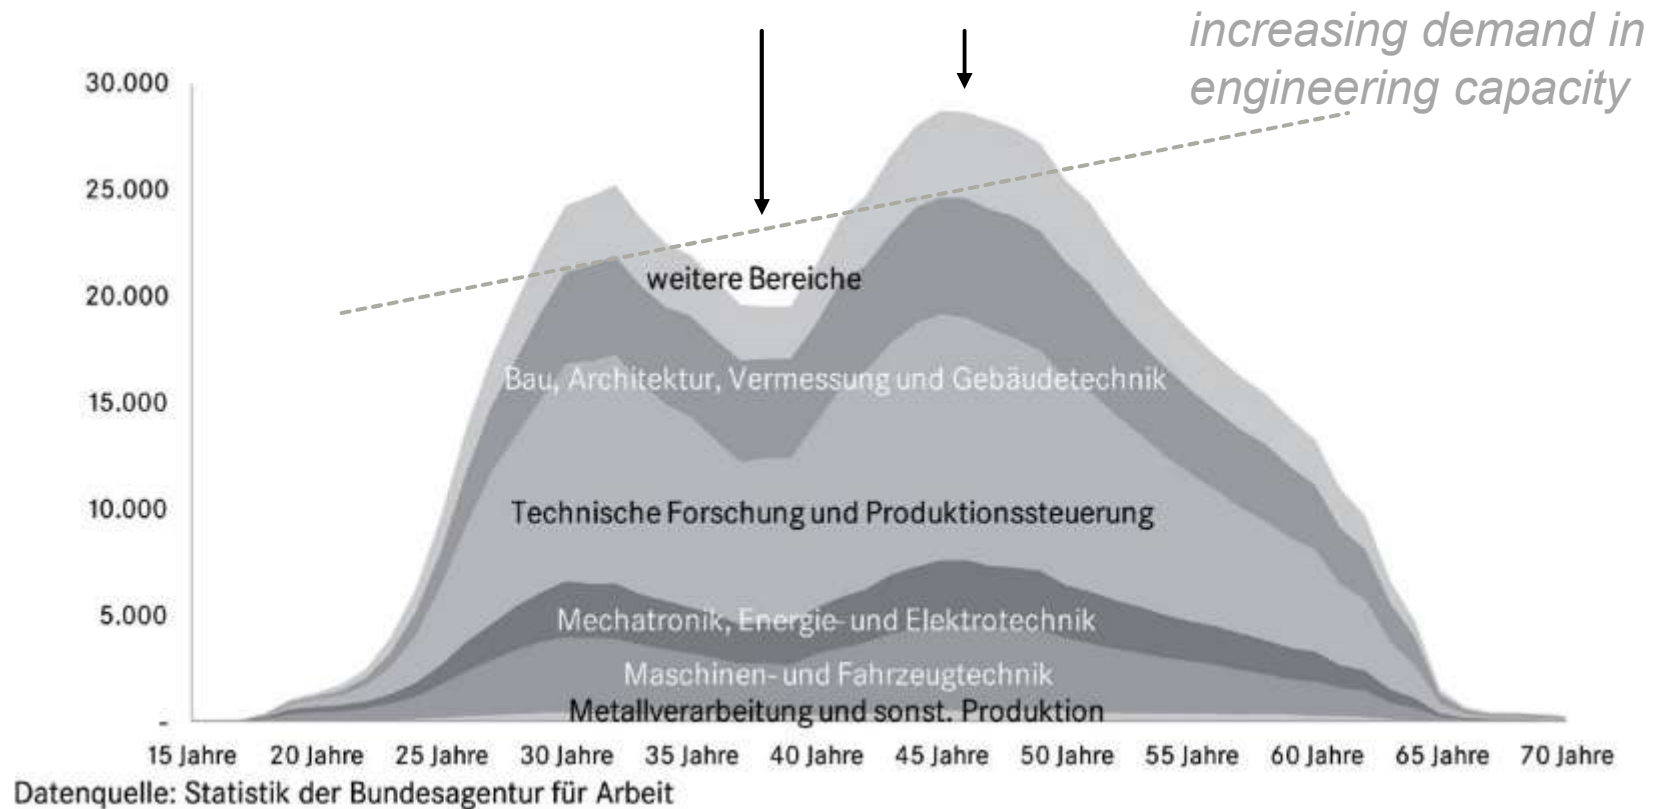 increasing demand in
engineering capacity
30.000
25.000
20.000
15.000
10.000
5.000
-
weitere Bereiche
Bau, Architektur, Vermessung und Gebäudetechnik
Technische Forschung und Produktionssteuerung
Mechatronik, Energie- und Elektrotechnik
Maschinen- und Fahrzeugtechnik
Metallverarbeitung und sonst. Produktion
15 Jahre 20 Jahre 25 Jahre 30 Jahre 35 Jahre 40 Jahre 45 Jahre 50 Jahre 55 Jahre 60 Jahre 65 Jahre 70 Jahre
Datenquelle: Statistik der Bundesagentur für Arbeit